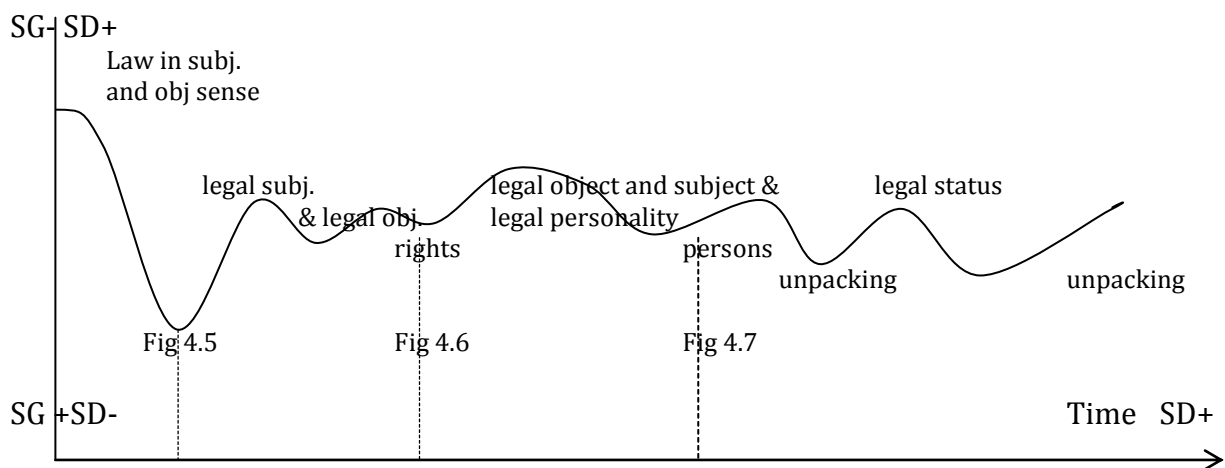 SG- SD+
Law in subj.
and obj sense
legal subj.
& legal obj.
rights
legal object and subject &
legal personality
persons
unpacking
legal status
unpacking
Fig 4.5
Fig 4.6
Fig 4.7
SG +SD-
Time SD+